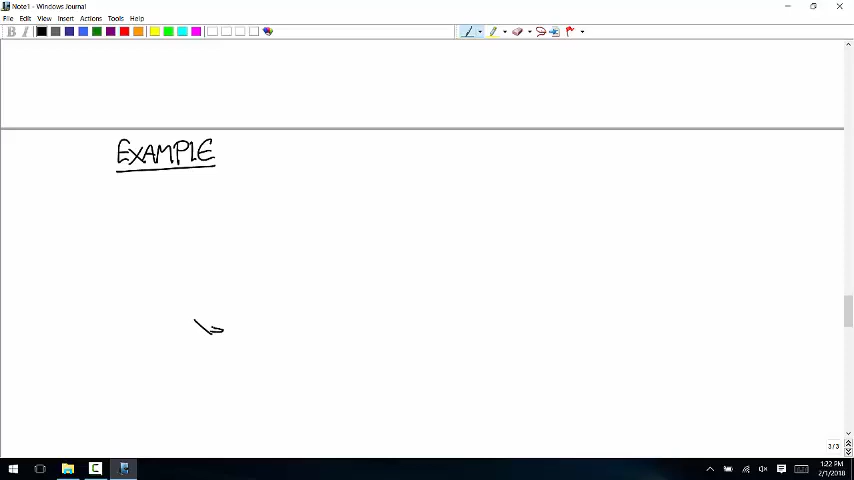 Note1 - Windows Journal
File Edit View Insert Actions Tools Help
B I
EXAMPLE
3/3
1:22 PM
2/1/2018